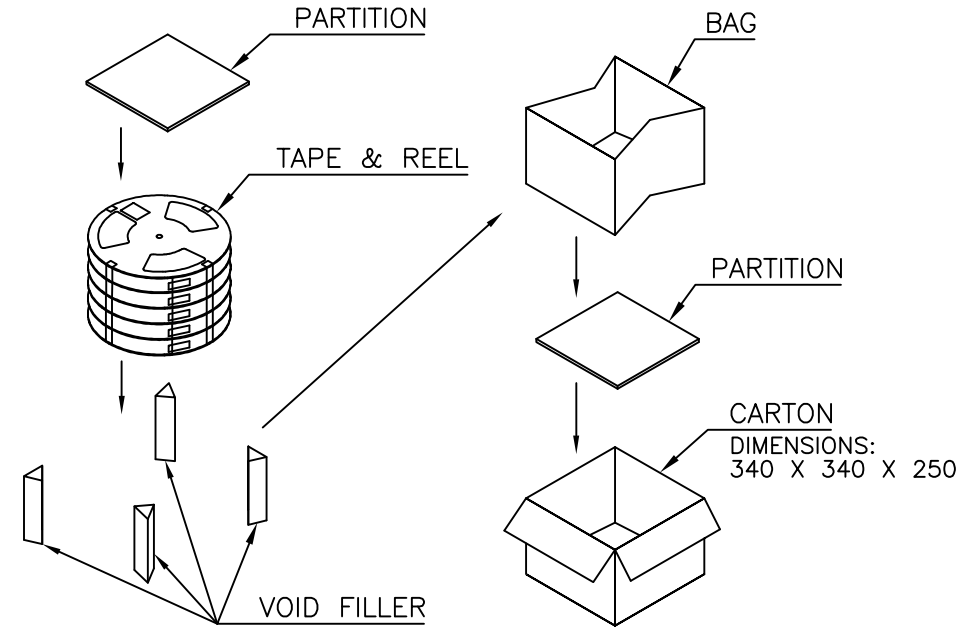 PARTITION
BAG
TAPE & REEL
PARTITION
CARTON
DIMENSIONS:
340 X 340 X 250
VOID FILLER